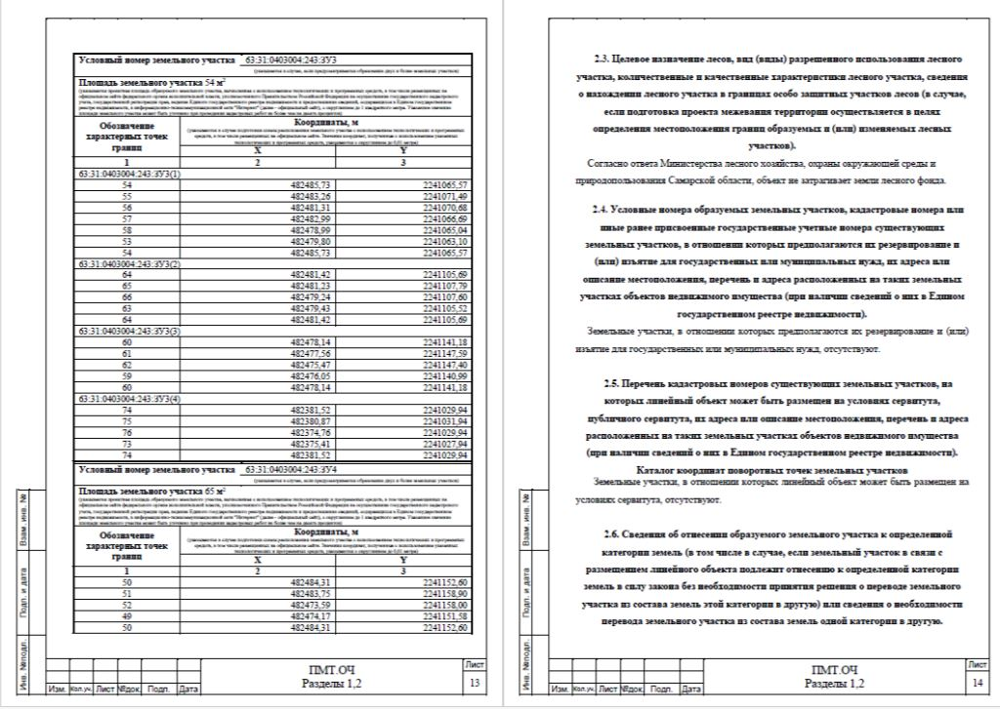 Условный номер земельного участка 63:31:0403004:243:ЗУ3
(указывается в случае, если предусматривается образование двух и более земельных участков)
Площадь земельного участка 54 м²
Обозначение характерных точек границ
Координаты, м
X Y
1 2 3
63:31:0403004:243:ЗУ3(1)
54 482485,73 2241065,57
55 482483,26 2241071,49
56 482481,31 2241070,68
57 482482,99 2241066,69
58 482478,99 2241065,04
53 482479,80 2241063,10
54 482485,73 2241065,57
63:31:0403004:243:ЗУ3(2)
64 482481,42 2241105,69
65 482481,23 2241107,79
66 482479,24 2241107,60
63 482479,43 2241105,52
64 482481,42 2241105,69
63:31:0403004:243:ЗУ3(3)
60 482478,14 2241141,18
61 482477,56 2241147,59
62 482475,47 2241147,40
59 482476,05 2241140,99
60 482478,14 2241141,18
63:31:0403004:243:ЗУ3(4)
74 482381,52 2241029,94
75 482380,87 2241031,94
76 482374,76 2241029,94
73 482375,41 2241027,94
74 482381,52 2241029,94
Условный номер земельного участка 63:31:0403004:243:ЗУ4
(указывается в случае, если предусматривается образование двух и более земельных участков)
Площадь земельного участка 65 м²
Обозначение характерных точек границ
Координаты, м
X Y
1 2 3
50 482484,31 2241152,60
51 482483,75 2241158,90
52 482473,59 2241158,00
49 482474,17 2241151,58
50 482484,31 2241152,60
Взам. инв. №
Подп. и дата
Инв. №подл.
Изм. Кол.уч. Лист №док. Подп. Дата
ПМТ.ОЧ
Разделы 1,2
Лист
13
2.3. Целевое назначение лесов, вид (виды) разрешенного использования лесного
участка, количественные и качественные характеристики лесного участка, сведения
о нахождении лесного участка в границах особо защитных участков лесов (в случае,
если подготовка проекта межевания территории осуществляется в целях
определения местоположения границ образуемых и (или) изменяемых лесных
участков).
Согласно ответа Министерства лесного хозяйства, охраны окружающей среды и
природопользования Самарской области, объект не затрагивает земли лесного фонда.
2.4. Условные номера образуемых земельных участков, кадастровые номера или
иные ранее присвоенные государственные учетные номера существующих
земельных участков, в отношении которых предполагаются их резервирование и
(или) изъятие для государственных или муниципальных нужд, их адреса или
описание местоположения, перечень и адреса расположенных на таких земельных
участках объектов недвижимого имущества (при наличии сведений о них в Едином
государственном реестре недвижимости).
Земельные участки, в отношении которых предполагаются их резервирование и (или)
изъятие для государственных или муниципальных нужд, отсутствуют.
2.5. Перечень кадастровых номеров существующих земельных участков, на
которых линейный объект может быть размещен на условиях сервитута,
публичного сервитута, их адреса или описание местоположения, перечень и адреса
расположенных на таких земельных участках объектов недвижимого имущества
(при наличии сведений о них в Едином государственном реестре недвижимости).
Каталог координат поворотных точек земельных участков
Земельные участки, в отношении которых линейный объект может быть размещен на
условиях сервитута, отсутствуют.
2.6. Сведения об отнесении образуемого земельного участка к определенной
категории земель (в том числе в случае, если земельный участок в связи с
размещением линейного объекта подлежит отнесению к определенной категории
земель в силу закона без необходимости принятия решения о переводе земельного
участка из состава земель этой категории в другую) или сведения о необходимости
перевода земельного участка из состава земель одной категории в другую.
Взам. инв. №
Подп. и дата
Инв. №подл.
Изм. Кол.уч. Лист №док. Подп. Дата
ПМТ.ОЧ
Разделы 1,2
Лист
14